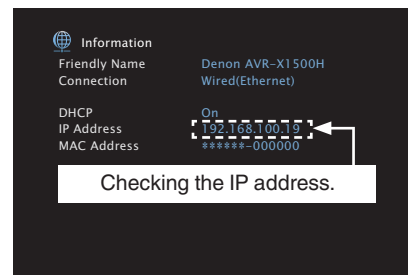 Information
Friendly Name Denon AVR-X1500H
Connection Wired(Ethernet)
DHCP On
IP Address 192.168.100.19
MAC Address ******-000000
Checking the IP address.